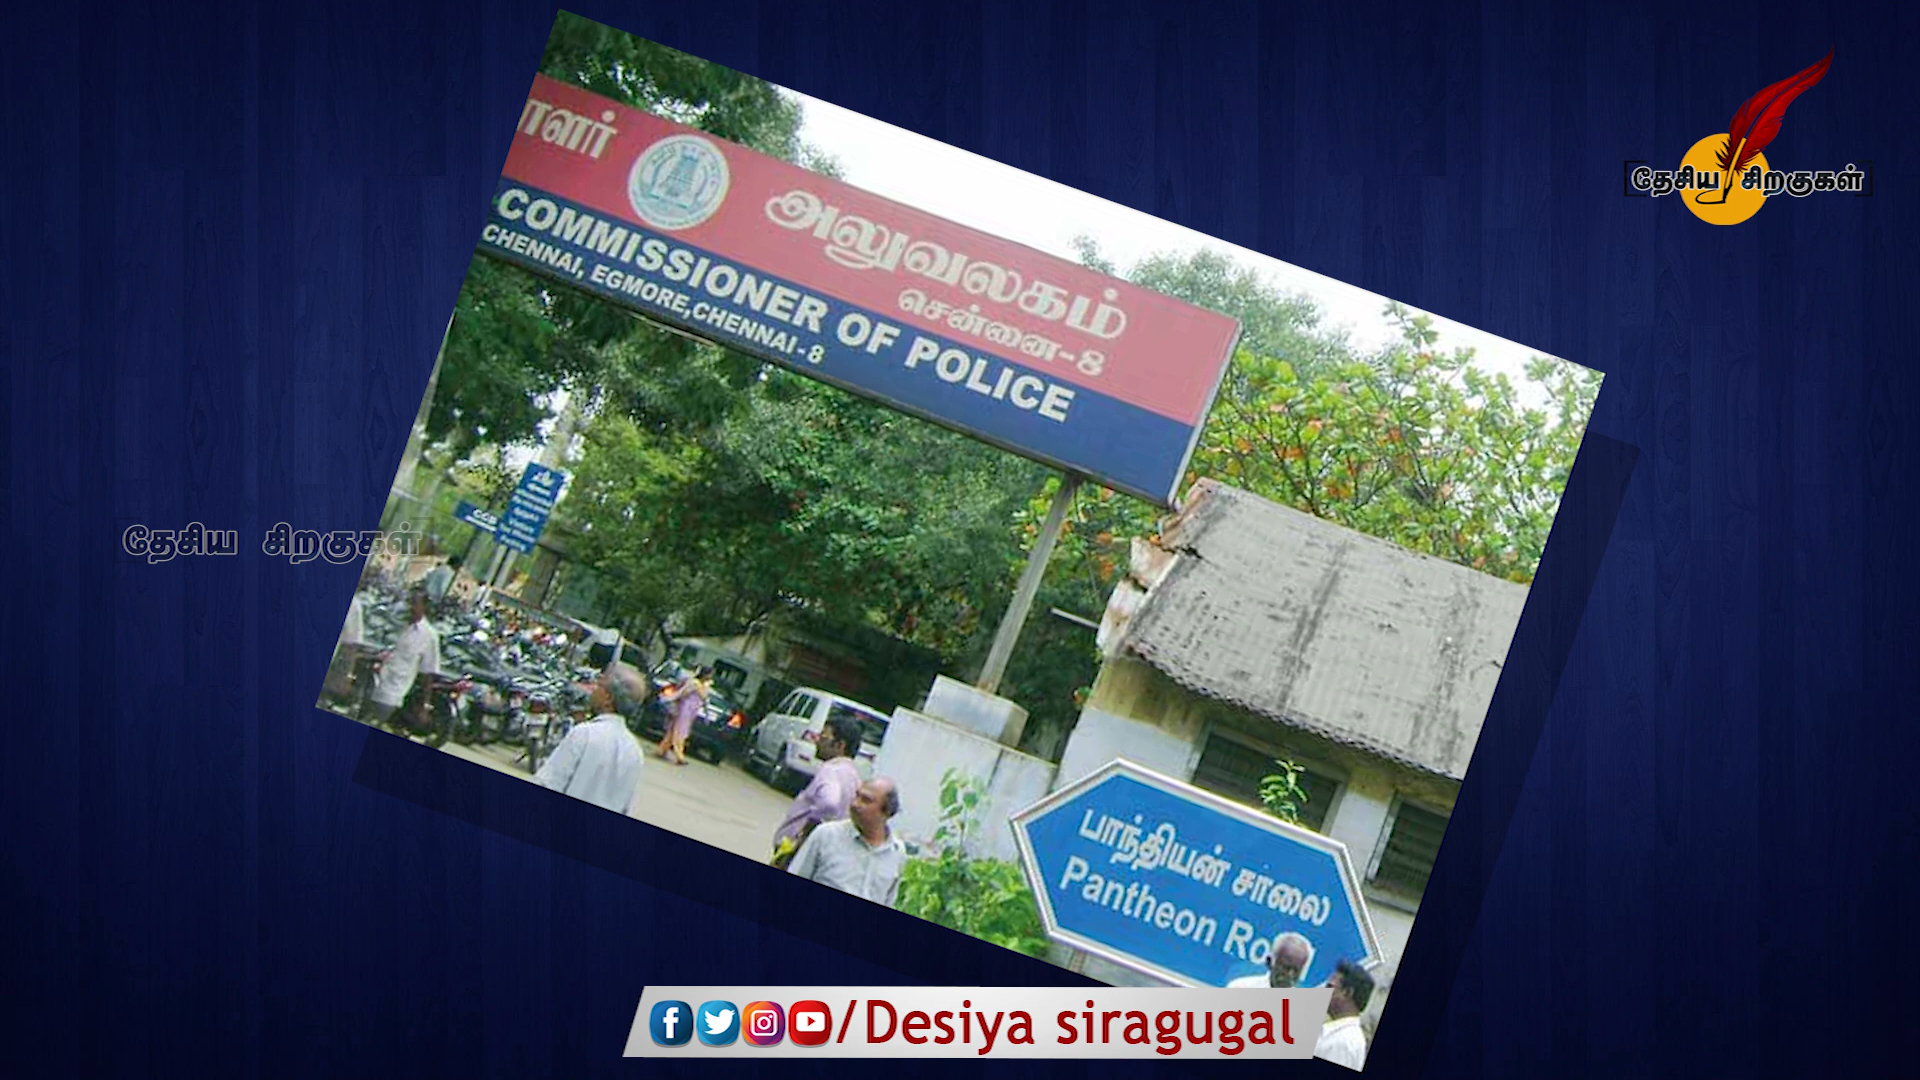 தேசிய சிறகுகள்
ாளர் அலுவலகம்
சென்னை-8
COMMISSIONER OF POLICE
CHENNAI, EGMORE, CHENNAI-8
தேசிய சிறகுகள்
பாந்தியன் சாலை
Pantheon Ro
/Desiya siragugal